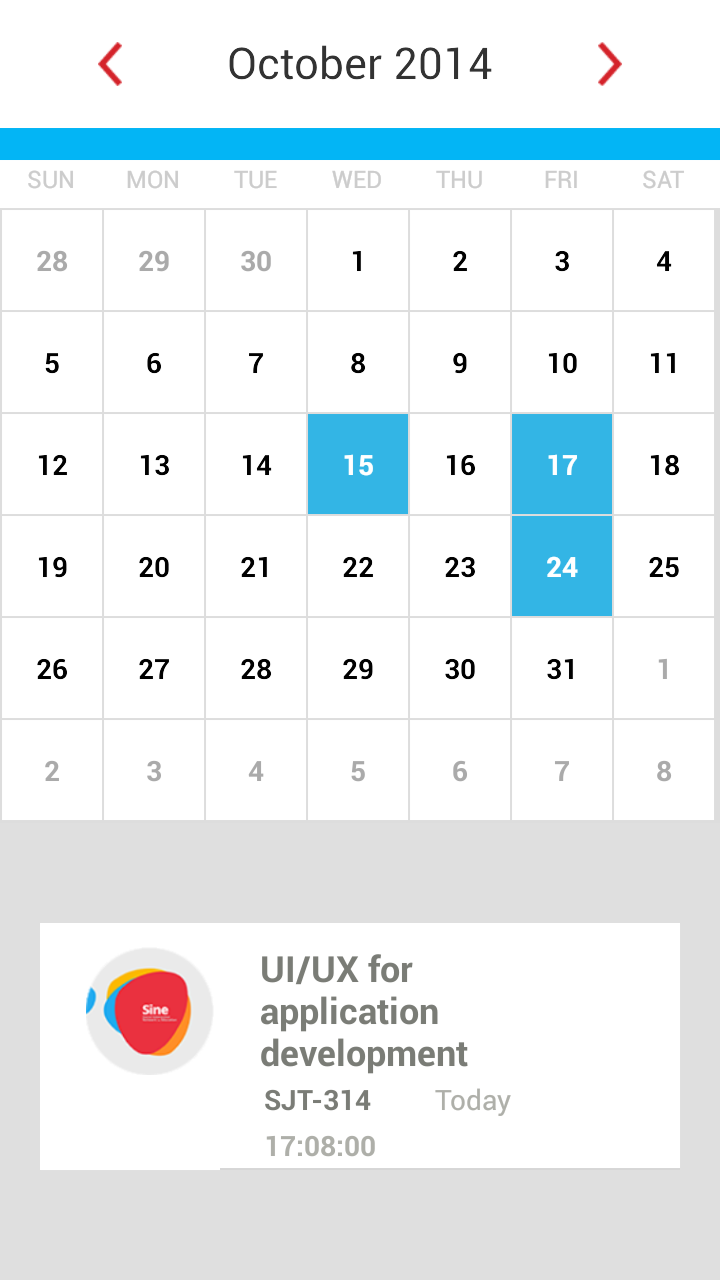 October 2014
SUN MON TUE WED THU FRI SAT
28 29 30 1 2 3 4
5 6 7 8 9 10 11
12 13 14 15 16 17 18
19 20 21 22 23 24 25
26 27 28 29 30 31 1
2 3 4 5 6 7 8
Sine
UI/UX for
application
development
SJT-314 Today
17:08:00